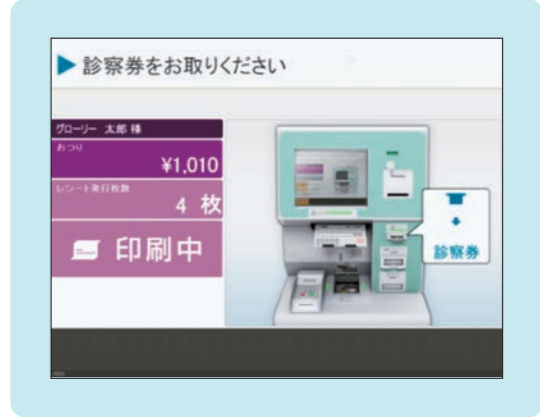 診察券をお取りください
グローリー 太郎 様
おつり
¥1,010
レシート発行枚数
4 枚
印刷中
診察券